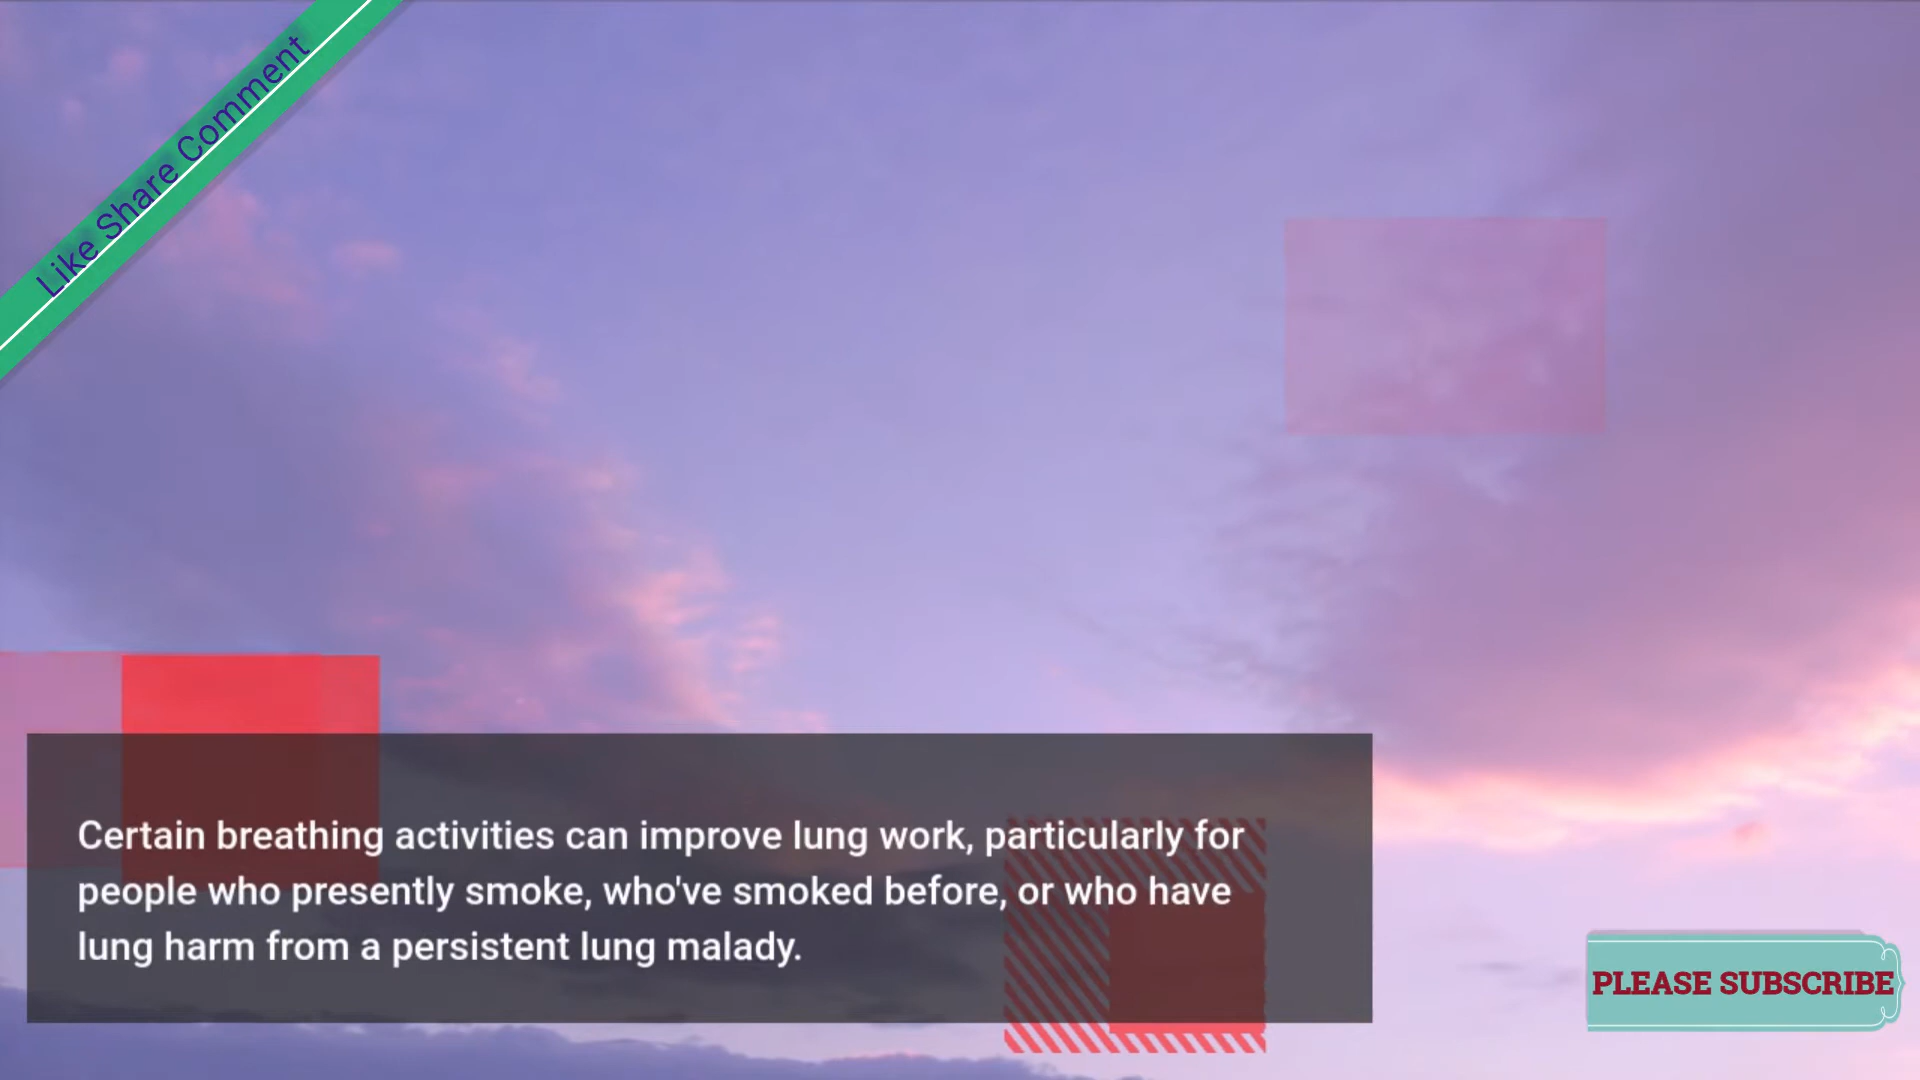 Like Share Comment
Certain breathing activities can improve lung work, particularly for
people who presently smoke, who've smoked before, or who have
lung harm from a persistent lung malady.
PLEASE SUBSCRIBE